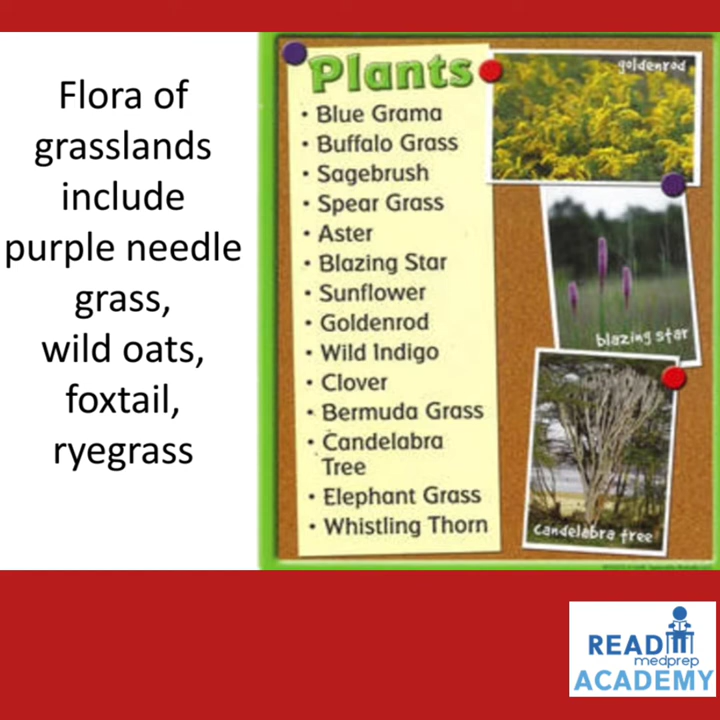 Flora of
grasslands
include
purple needle
grass,
wild oats,
foxtail,
ryegrass
Plants
• Blue Grama
• Buffalo Grass
• Sagebrush
• Spear Grass
• Aster
• Blazing Star
• Sunflower
• Goldenrod
• Wild Indigo
• Clover
• Bermuda Grass
• Candelabra
Tree
• Elephant Grass
• Whistling Thorn
goldenrod
blazing star
candelabra tree
READ
medprep
ACADEMY